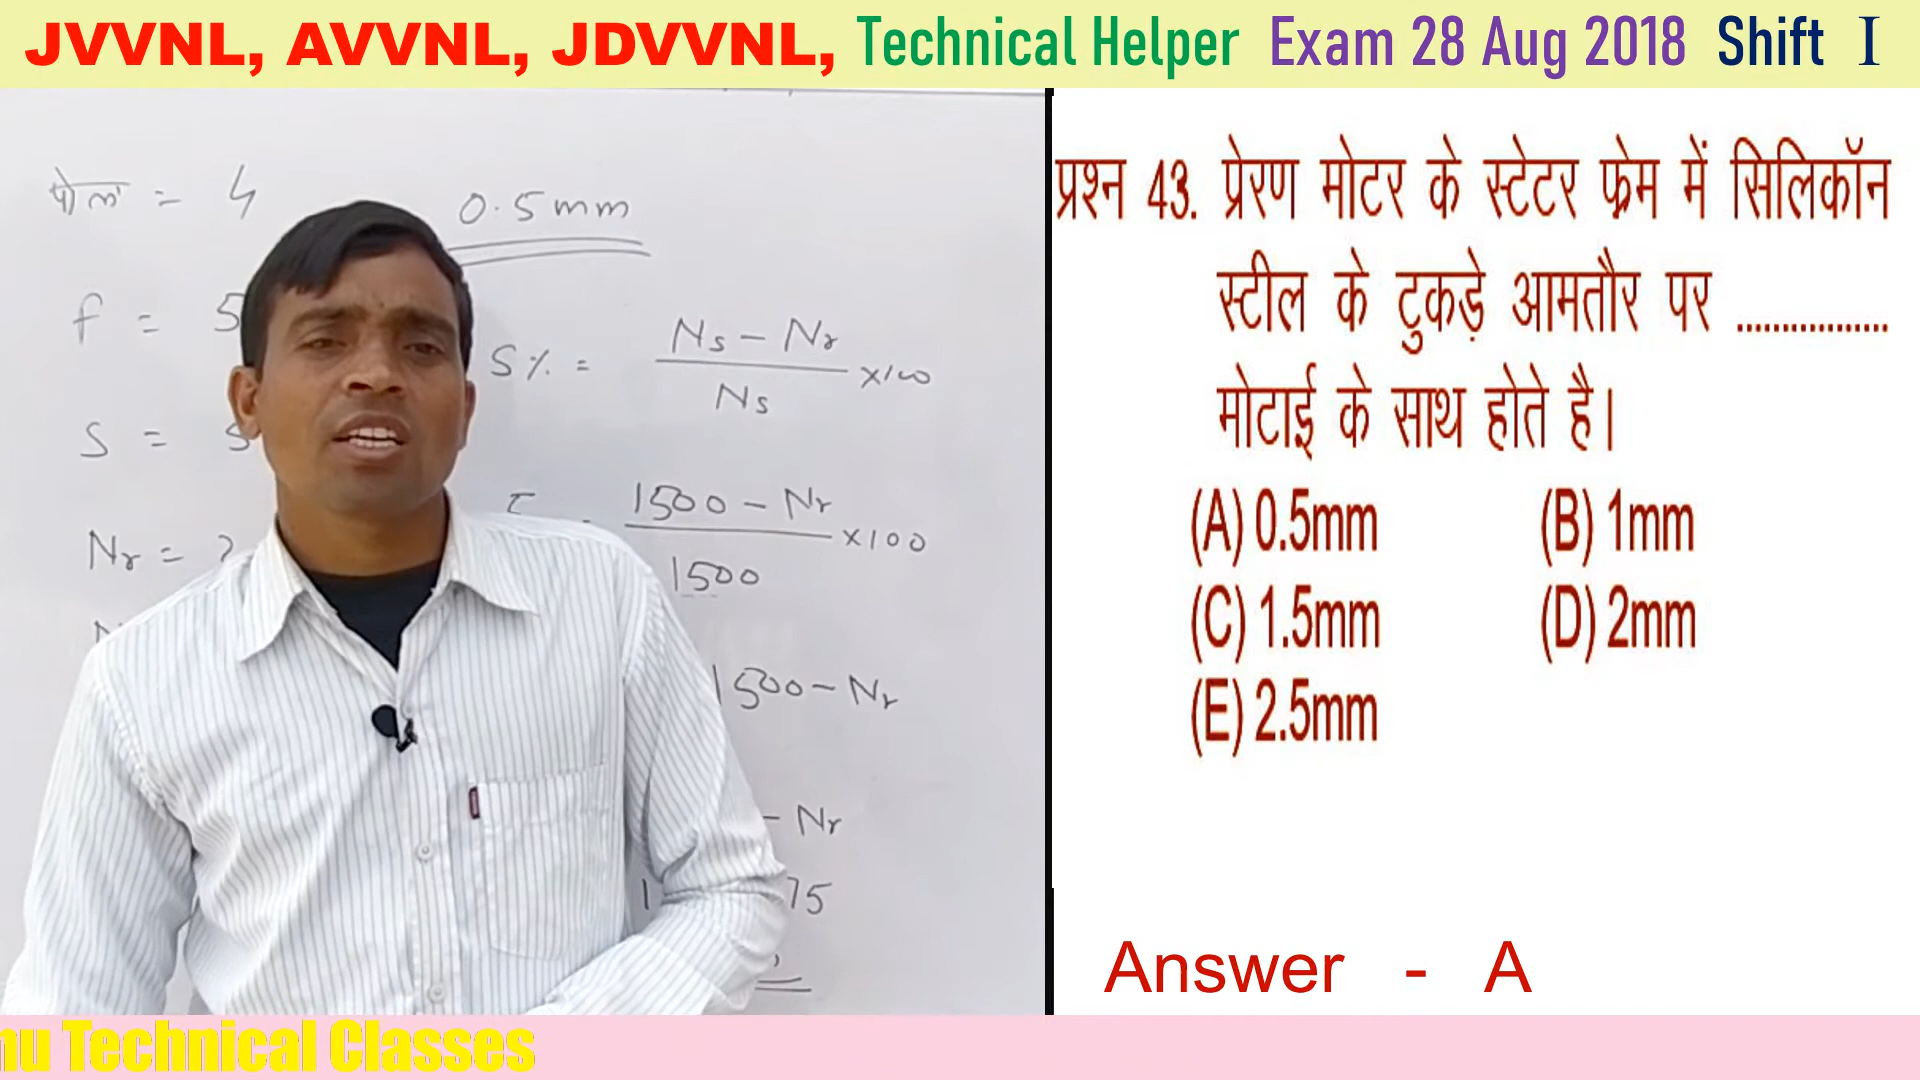 JVVNL, AVVNL, JDVVNL, Technical Helper Exam 28 Aug 2018 Shift I
पोल = 4
0.5mm
f = 5
S% = Ns - Nr / Ns ×100
S = 5
1500 - Nr / 1500 ×100
Nr = ?
1500 - Nr
- Nr
75
प्रश्न 43. प्रेरण मोटर के स्टेटर फ्रेम में सिलिकॉन
स्टील के टुकड़े आमतौर पर .................
मोटाई के साथ होते है।
(A) 0.5mm (B) 1mm
(C) 1.5mm (D) 2mm
(E) 2.5mm
Answer - A
Technical Classes